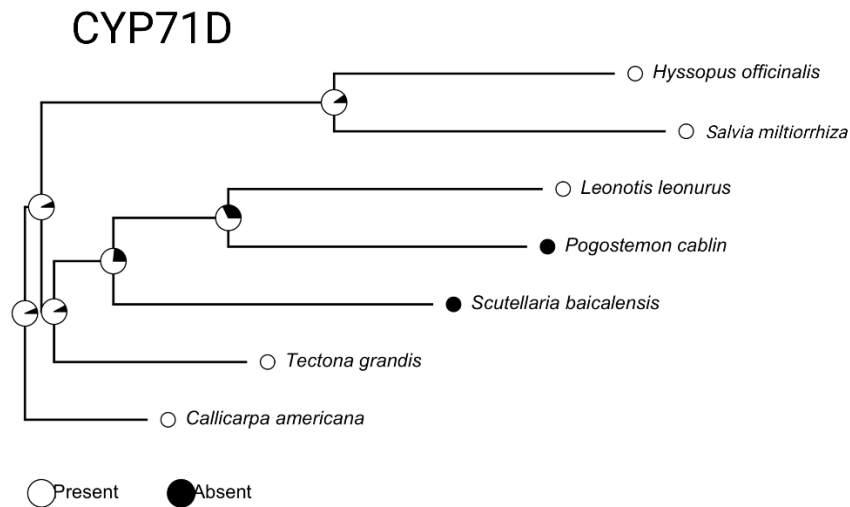 CYP71D
Hyssopus officinalis
Salvia miltiorrhiza
Leonotis leonurus
Pogostemon cablin
Scutellaria baicalensis
Tectona grandis
Callicarpa americana
Present Absent